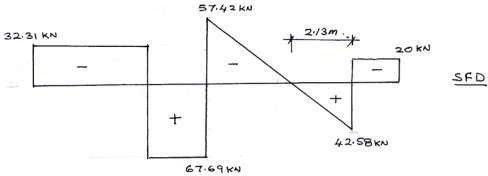 57.42 KN
32.31 KN
2.13m.
20 KN
-
-
-
SFD
+
+
42.58 KN
67.69 KN